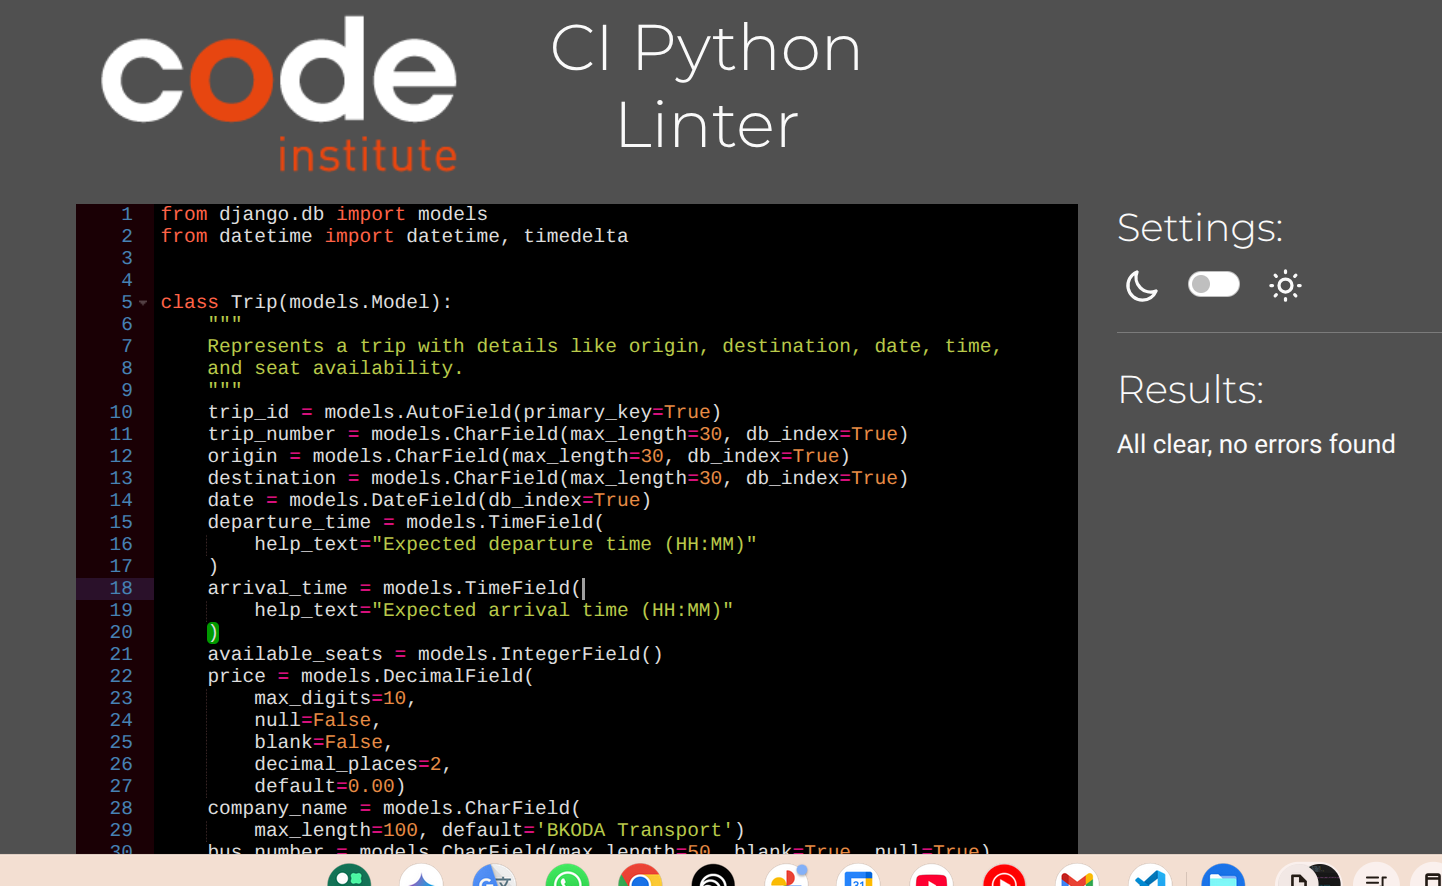 code
institute
CI Python
Linter
1 from django.db import models
2 from datetime import datetime, timedelta
3
4
5 class Trip(models.Model):
6     """
7     Represents a trip with details like origin, destination, date, time,
8     and seat availability.
9     """
10     trip_id = models.AutoField(primary_key=True)
11     trip_number = models.CharField(max_length=30, db_index=True)
12     origin = models.CharField(max_length=30, db_index=True)
13     destination = models.CharField(max_length=30, db_index=True)
14     date = models.DateField(db_index=True)
15     departure_time = models.TimeField(
16         help_text="Expected departure time (HH:MM)"
17     )
18     arrival_time = models.TimeField(
19         help_text="Expected arrival time (HH:MM)"
20     )
21     available_seats = models.IntegerField()
22     price = models.DecimalField(
23         max_digits=10,
24         null=False,
25         blank=False,
26         decimal_places=2,
27         default=0.00)
28     company_name = models.CharField(
29         max_length=100, default='BKODA Transport')
30     bus_number = models.CharField(max_length=50, blank=True, null=True)
Settings:
Results:
All clear, no errors found
G
31